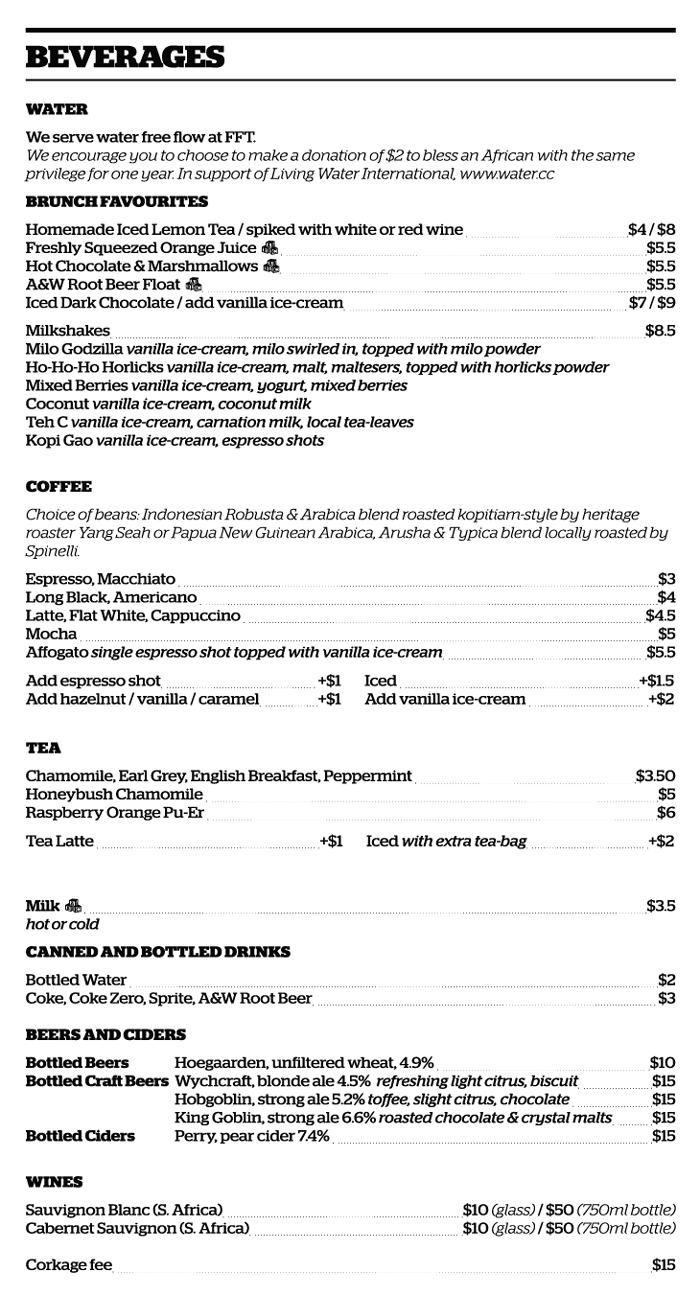 BEVERAGES
WATER
We serve water free flow at FFT.
We encourage you to choose to make a donation of $2 to bless an African with the same
privilege for one year. In support of Living Water International, www.water.cc
BRUNCH FAVOURITES
Homemade Iced Lemon Tea / spiked with white or red wine $4 / $8
Freshly Squeezed Orange Juice $5.5
Hot Chocolate & Marshmallows $5.5
A&W Root Beer Float $5.5
Iced Dark Chocolate / add vanilla ice-cream $7 / $9
Milkshakes $8.5
Milo Godzilla vanilla ice-cream, milo swirled in, topped with milo powder
Ho-Ho-Ho Horlicks vanilla ice-cream, malt, maltesers, topped with horlicks powder
Mixed Berries vanilla ice-cream, yogurt, mixed berries
Coconut vanilla ice-cream, coconut milk
Teh C vanilla ice-cream, carnation milk, local tea-leaves
Kopi Gao vanilla ice-cream, espresso shots
COFFEE
Choice of beans: Indonesian Robusta & Arabica blend roasted kopitiam-style by heritage
roaster Yang Seah or Papua New Guinean Arabica, Arusha & Typica blend locally roasted by
Spinelli.
Espresso, Macchiato $3
Long Black, Americano $4
Latte, Flat White, Cappuccino $4.5
Mocha $5
Affogato single espresso shot topped with vanilla ice-cream $5.5
Add espresso shot +$1 Iced +$1.5
Add hazelnut / vanilla / caramel +$1 Add vanilla ice-cream +$2
TEA
Chamomile, Earl Grey, English Breakfast, Peppermint $3.50
Honeybush Chamomile $5
Raspberry Orange Pu-Er $6
Tea Latte +$1 Iced with extra tea-bag +$2
Milk $3.5
hot or cold
CANNED AND BOTTLED DRINKS
Bottled Water $2
Coke, Coke Zero, Sprite, A&W Root Beer $3
BEERS AND CIDERS
Bottled Beers Hoegaarden, unfiltered wheat, 4.9% $10
Bottled Craft Beers Wychcraft, blonde ale 4.5% refreshing light citrus, biscuit $15
Hobgoblin, strong ale 5.2% toffee, slight citrus, chocolate $15
King Goblin, strong ale 6.6% roasted chocolate & crystal malts $15
Bottled Ciders Perry, pear cider 7.4% $15
WINES
Sauvignon Blanc (S. Africa) $10 (glass) / $50 (750ml bottle)
Cabernet Sauvignon (S. Africa) $10 (glass) / $50 (750ml bottle)
Corkage fee $15